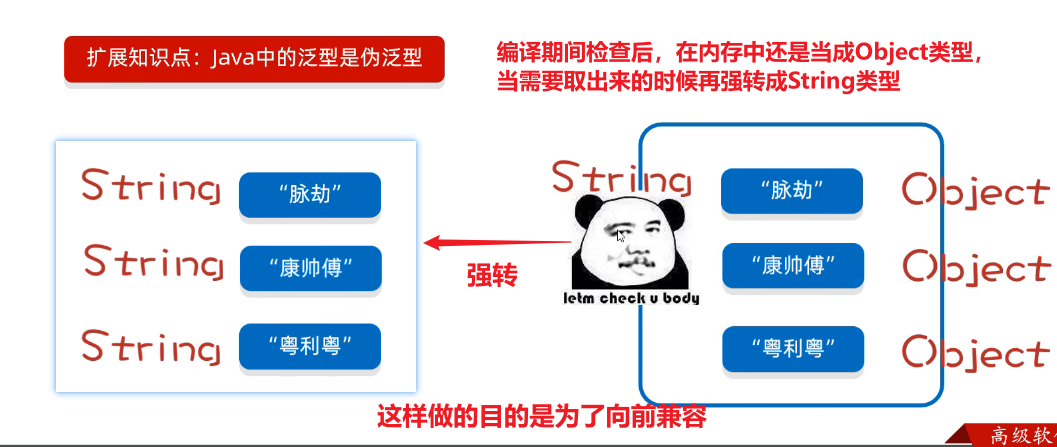 扩展知识点：Java中的泛型是伪泛型
编译期间检查后，在内存中还是当成Object类型，
当需要取出来的时候再强转成String类型
String
“脉劫”
String
“康帅傅”
String
“粤利粤”
强转
String
letm check u body
“脉劫”
Object
“康帅傅”
Object
“粤利粤”
Object
这样做的目的是为了向前兼容
高级软